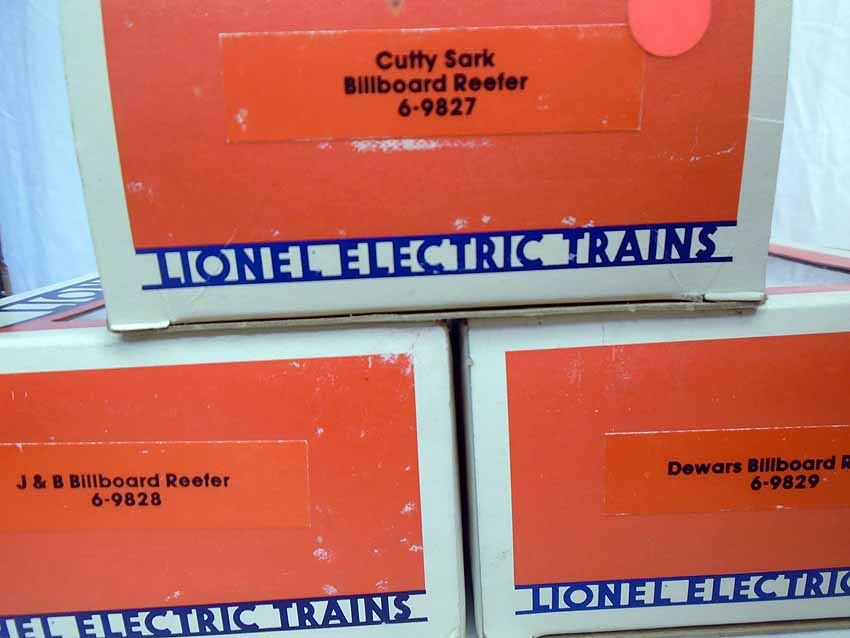 Cutty Sark
Billboard Reefer
6-9827
LIONEL ELECTRIC TRAINS
J & B Billboard Reefer
6-9828
ELECTRIC TRAINS
Dewars Billboard R
6-9829
LIONEL ELECTRIC